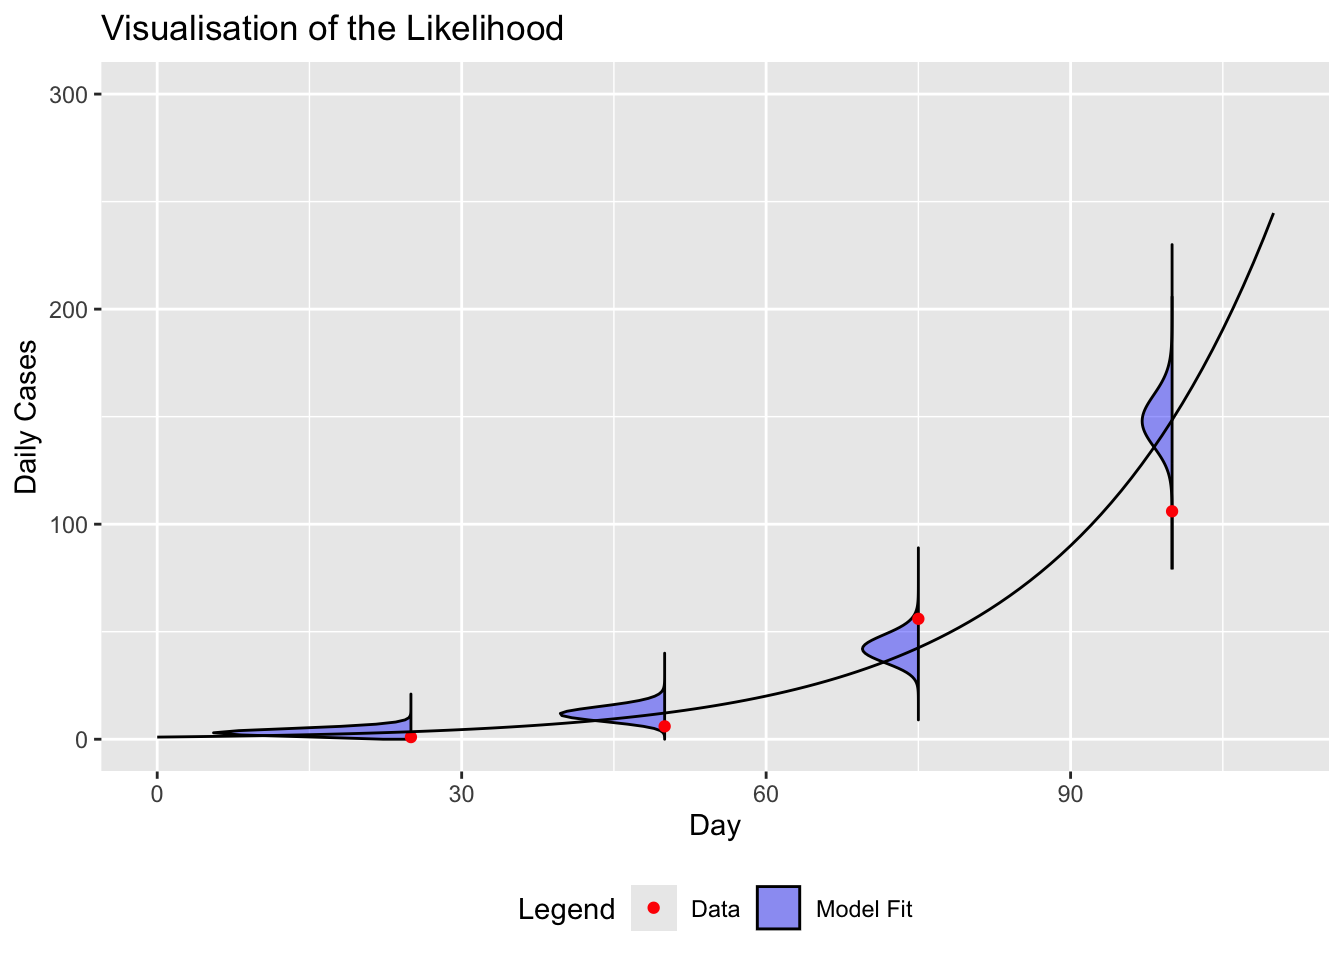 Visualisation of the Likelihood
300
200
100
0
Daily Cases
0 30 60 90
Day
Legend Data Model Fit